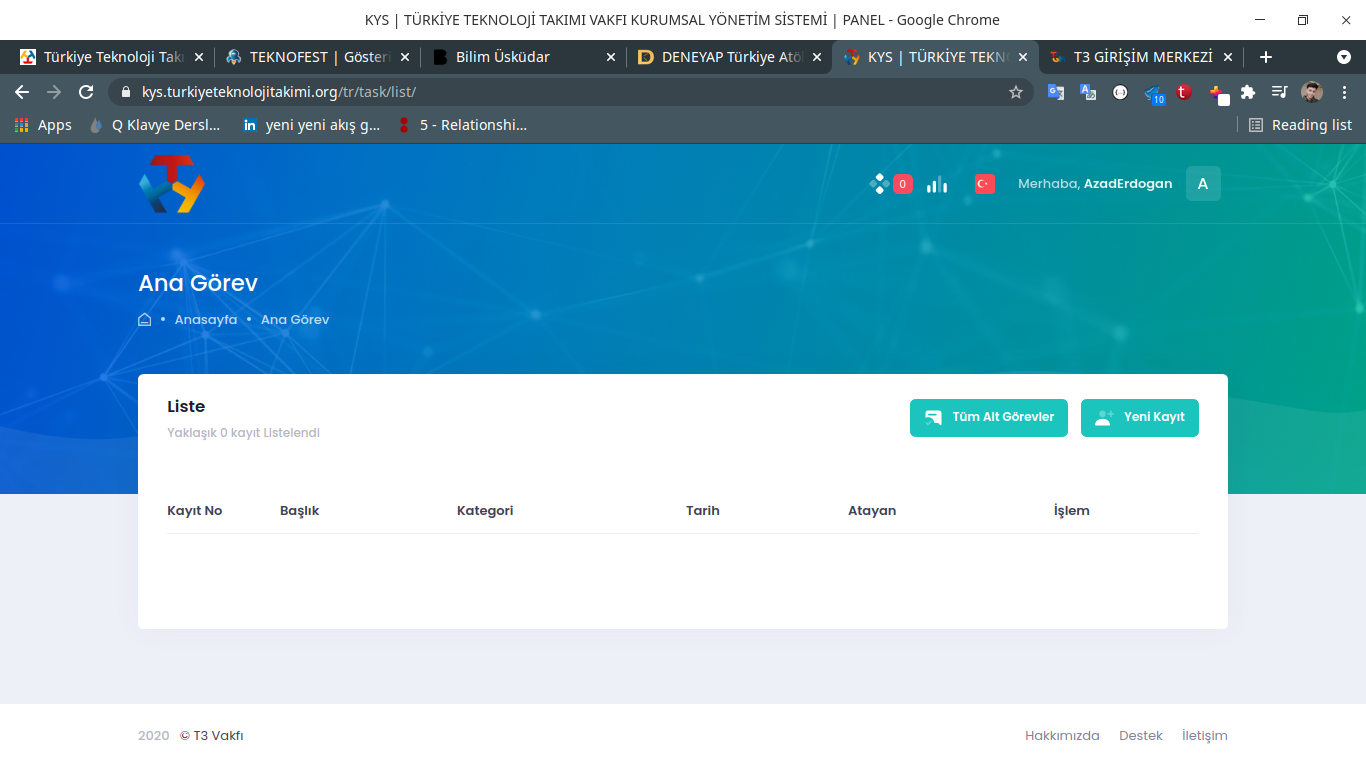 KYS | TÜRKİYE TEKNOLOJİ TAKIMI VAKFI KURUMSAL YÖNETİM SİSTEMİ | PANEL - Google Chrome
Türkiye Teknoloji Tak TEKNOFEST | Gösteri Bilim Üsküdar DENEYAP Türkiye Atöl KYS | TÜRKİYE TEKN T3 GİRİŞİM MERKEZİ
kys.turkiyeteknolojitakimi.org/tr/task/list/ 10
Apps Q Klavye Dersl... yeni yeni akış g... 5 - Relationshi... Reading list
0 Merhaba, AzadErdogan A
Ana Görev
Anasayfa • Ana Görev
Liste
Yaklaşık 0 kayıt Listelendi
Tüm Alt Görevler Yeni Kayıt
Kayıt No Başlık Kategori Tarih Atayan İşlem
2020 © T3 Vakfı Hakkımızda Destek İletişim